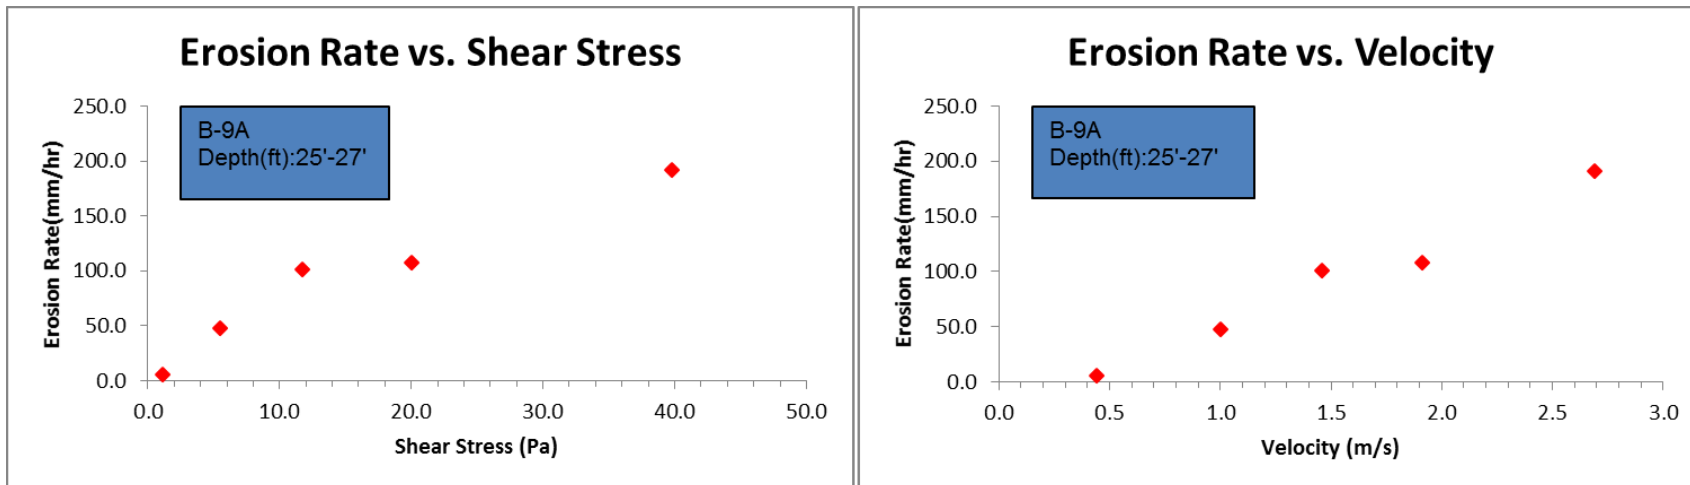 Erosion Rate vs. Shear Stress
250.0
200.0
150.0
100.0
50.0
0.0
Erosion Rate(mm/hr)
B-9A
Depth(ft):25'-27'
0.0 10.0 20.0 30.0 40.0 50.0
Shear Stress (Pa)
Erosion Rate vs. Velocity
250.0
200.0
150.0
100.0
50.0
0.0
Erosion Rate(mm/hr)
B-9A
Depth(ft):25'-27'
0.0 0.5 1.0 1.5 2.0 2.5 3.0
Velocity (m/s)